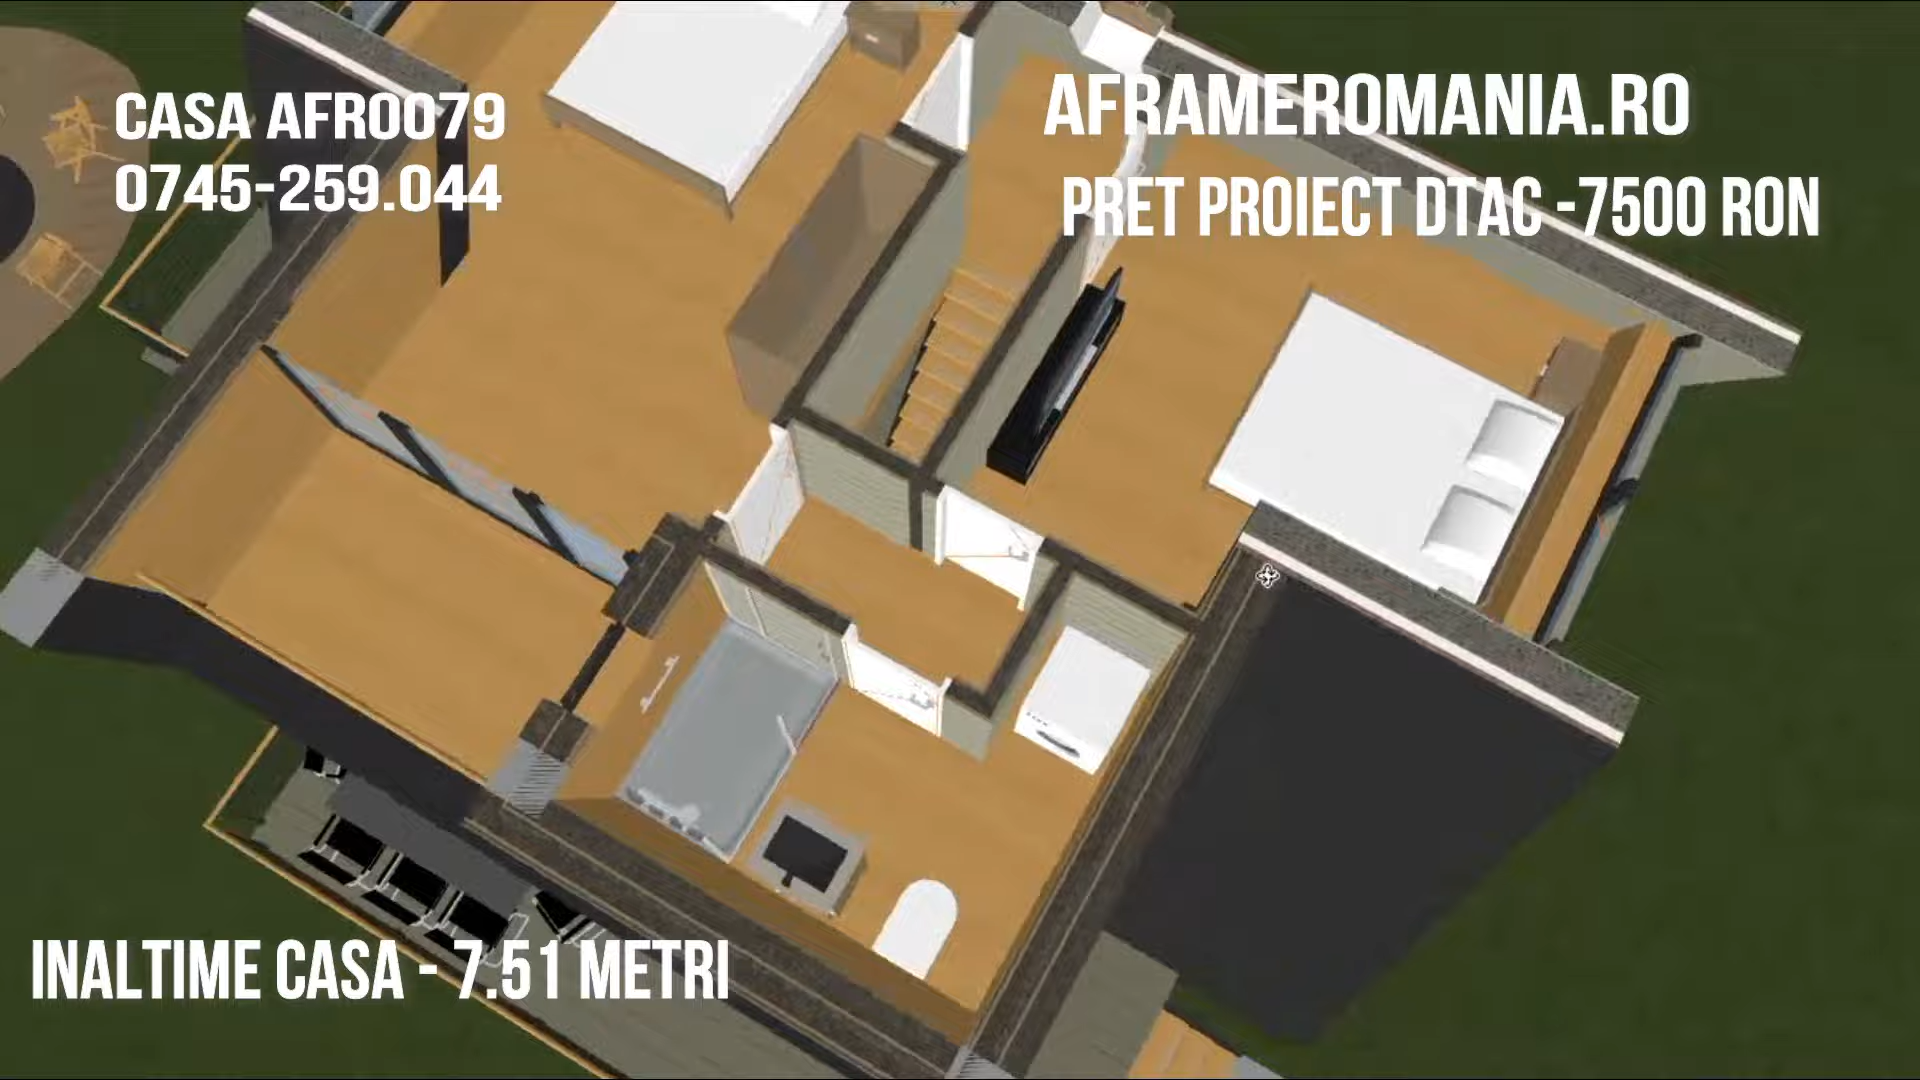 CASA AFR0079
0745-259.044
AFRAMEROMANIA.RO
PRET PROIECT DTAC -7500 RON
INALTIME CASA - 7.51 METRI